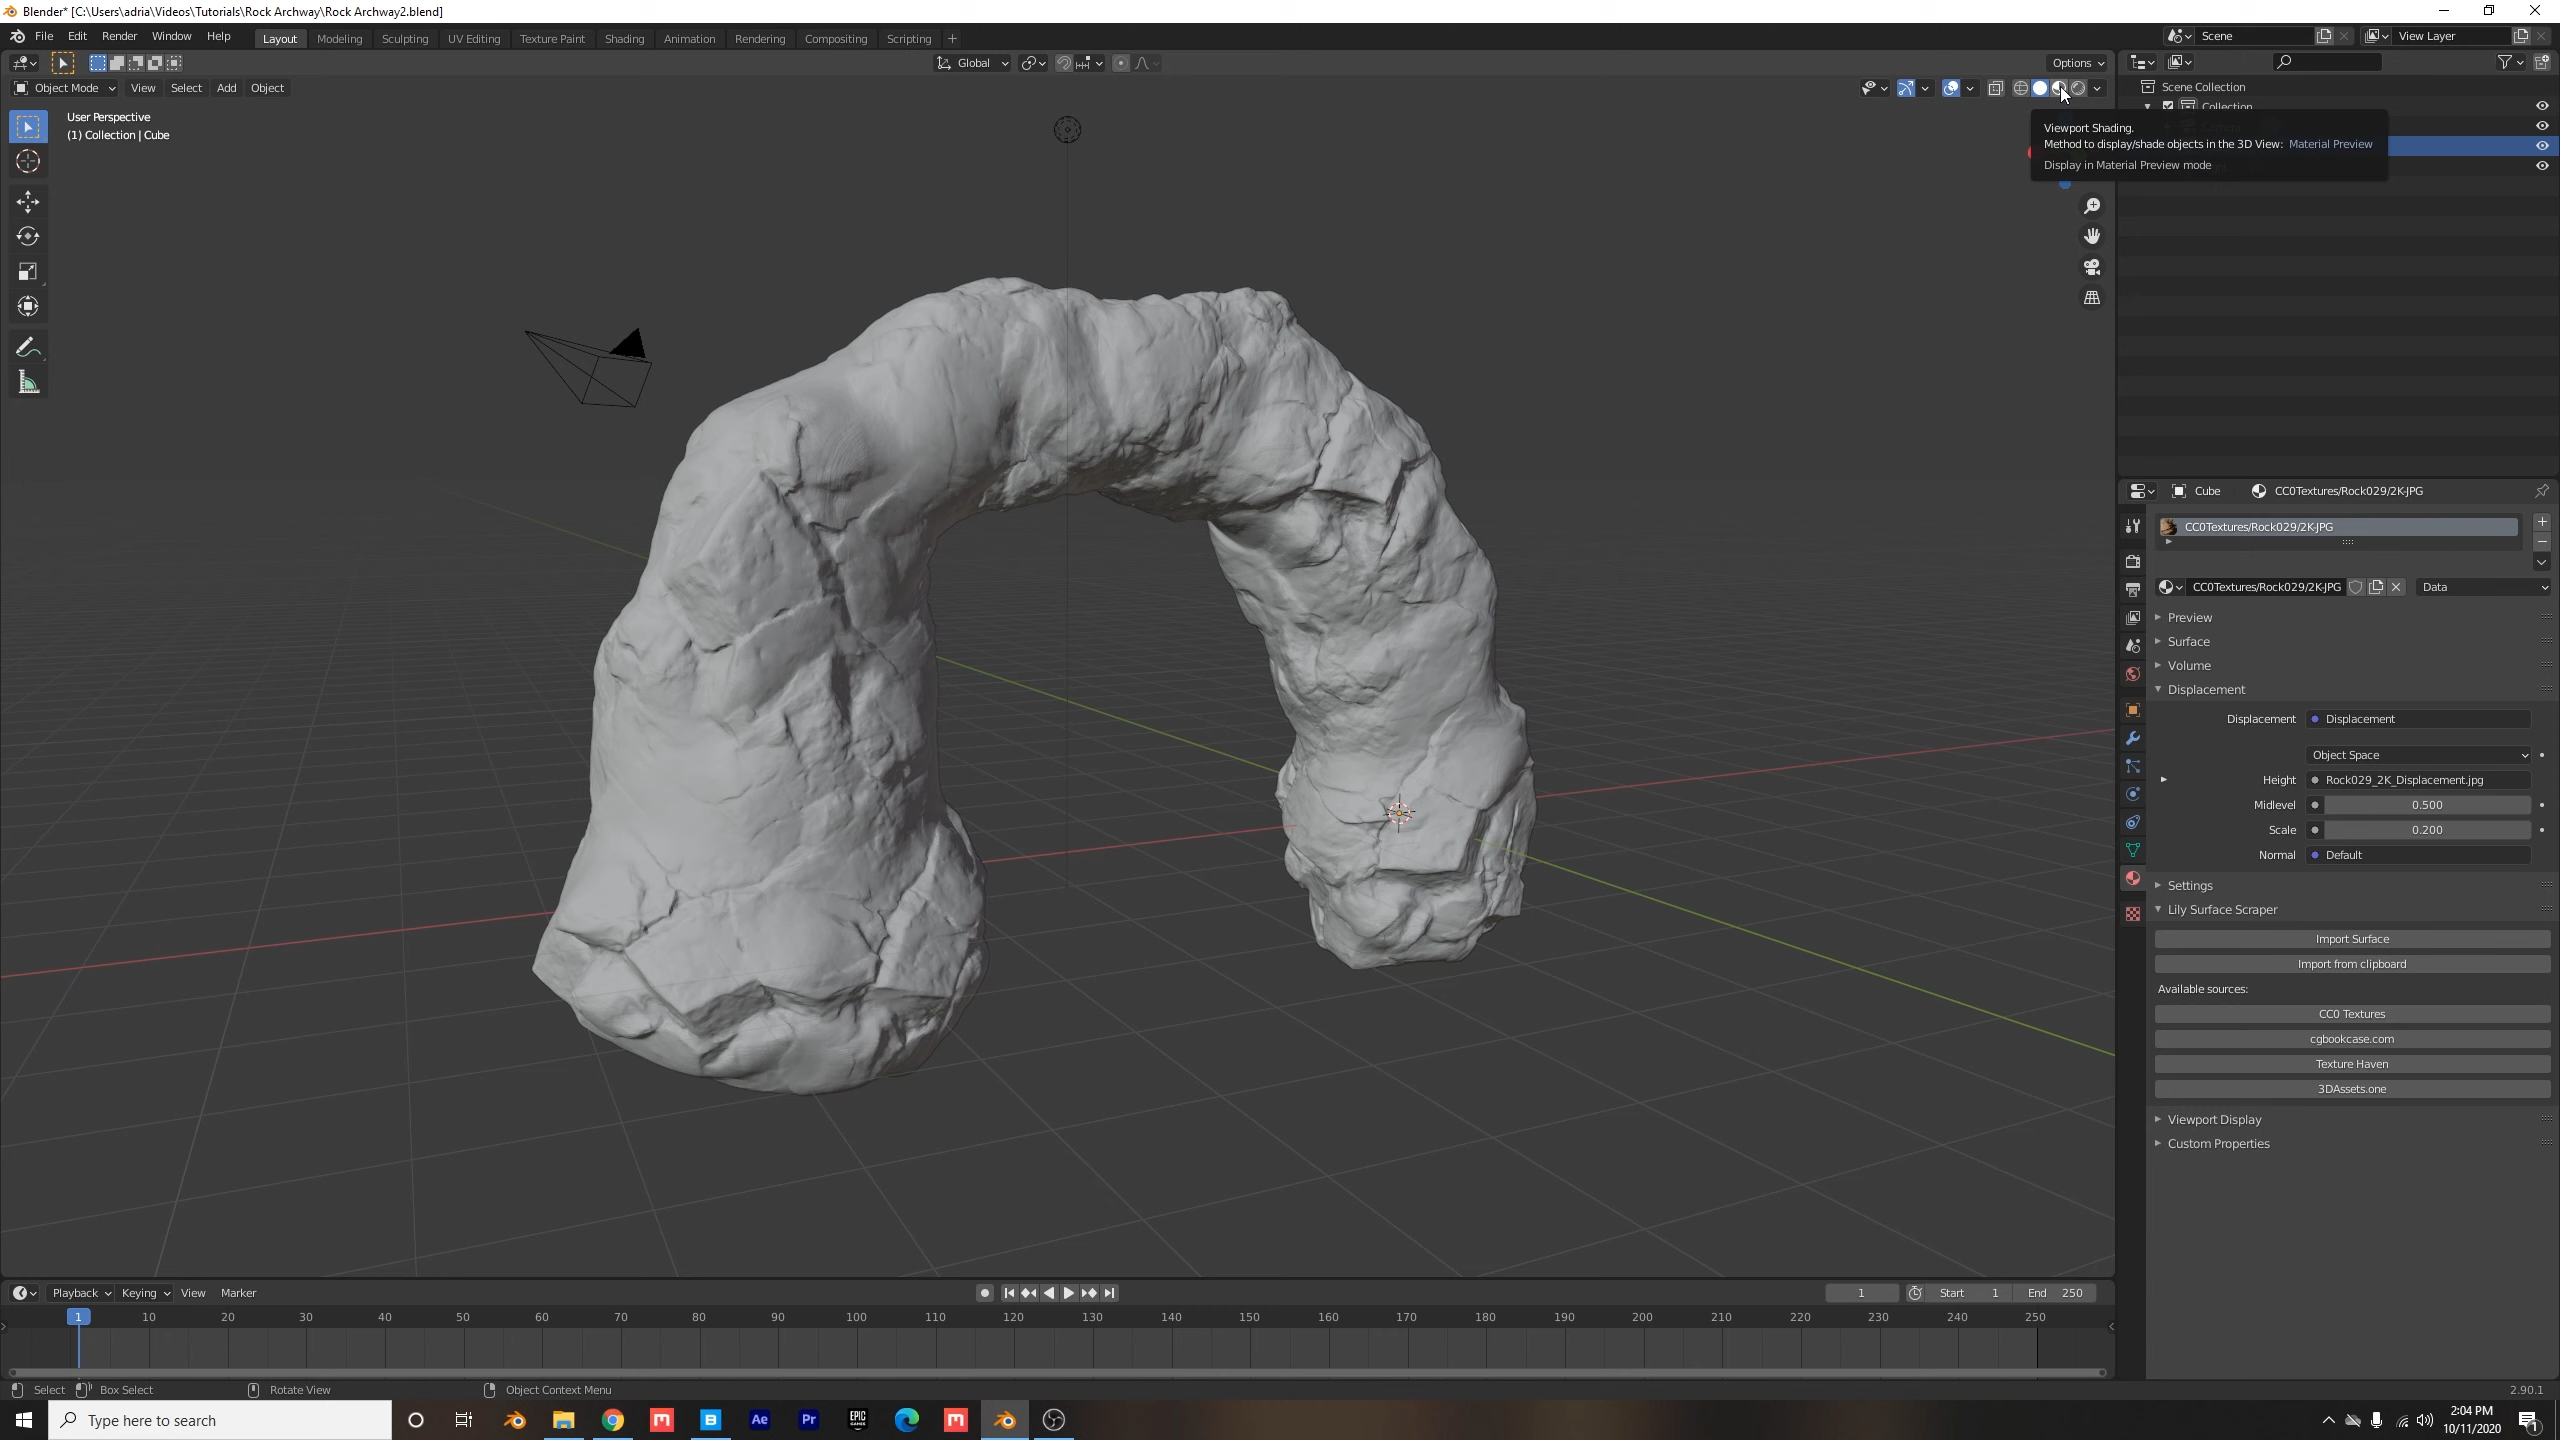 Blender* [C:\Users\adria\Videos\Tutorials\Rock Archway\Rock Archway2.blend]
File Edit Render Window Help Layout Modeling Sculpting UV Editing Texture Paint Shading Animation Rendering Compositing Scripting + Scene View Layer
Global Options
Object Mode View Select Add Object
User Perspective
(1) Collection | Cube
Scene Collection
Collection
Viewport Shading.
Method to display/shade objects in the 3D View: Material Preview
Display in Material Preview mode
Cube CC0Textures/Rock029/2K-JPG
CC0Textures/Rock029/2K-JPG
CC0Textures/Rock029/2K-JPG Data
Preview
Surface
Volume
Displacement
Displacement Displacement
Object Space
Height Rock029_2K_Displacement.jpg
Midlevel 0.500
Scale 0.200
Normal Default
Settings
Lily Surface Scraper
Import Surface
Import from clipboard
Available sources:
CC0 Textures
cgbookcase.com
Texture Haven
3DAssets.one
Viewport Display
Custom Properties
Playback Keying View Marker 1 Start 1 End 250
1 10 20 30 40 50 60 70 80 90 100 110 120 130 140 150 160 170 180 190 200 210 220 230 240 250
Select Box Select Rotate View Object Context Menu 2.90.1
Type here to search
Ae Pr EPIC GAMES
2:04 PM
10/11/2020
1